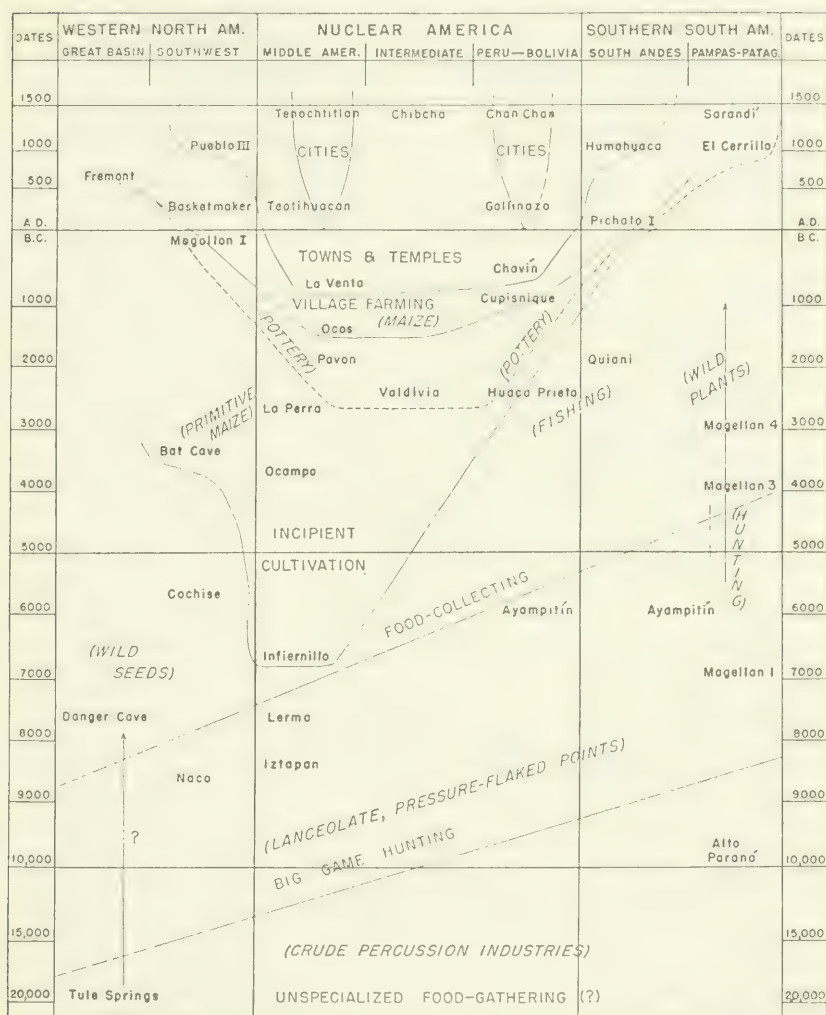 DATES WESTERN NORTH AM. NUCLEAR AMERICA SOUTHERN SOUTH AM. DATES
GREAT BASIN SOUTHWEST MIDDLE AMER. INTERMEDIATE PERU—BOLIVIA SOUTH ANDES PAMPAS-PATAG.
1500 1500
Tenochtitlan Chibcha Chan Chan Sarandí
Pueblo III CITIES CITIES Humahuaca El Cerrillo
1000 1000
Fremont
500 500
Basketmaker Teotihuacan Gallinazo
Pichalo I
A.D. A.D.
B.C. B.C.
Magollon I
TOWNS & TEMPLES
Chavín
La Venta
1000 VILLAGE FARMING Cupisnique 1000
(MAIZE)
Ocos
POTTERY) (POTTERY)
2000 Pavon Quiani 2000
(WILD
PLANTS)
Valdivia Huaca Prieta
La Perra
(FISHING)
(PRIMITIVE
MAIZE)
3000 Magellan 4 3000
Bat Cave
Ocampo
4000 Magellan 3 4000
INCIPIENT
(HUNTING)
5000 5000
CULTIVATION
Cochise FOOD-COLLECTING
6000 Ayampitín Ayampitín 6000
Infiernillo
(WILD
SEEDS)
7000 Magellan 1 7000
Danger Cave Lerma
8000 8000
Iztapan
Naco
(LANCEOLATE, PRESSURE-FLAKED POINTS)
9000 9000
?
BIG GAME HUNTING
Alto
Paraná
10,000 10,000
15,000 15,000
(CRUDE PERCUSSION INDUSTRIES)
20,000 Tule Springs UNSPECIALIZED FOOD-GATHERING (?) 20,000